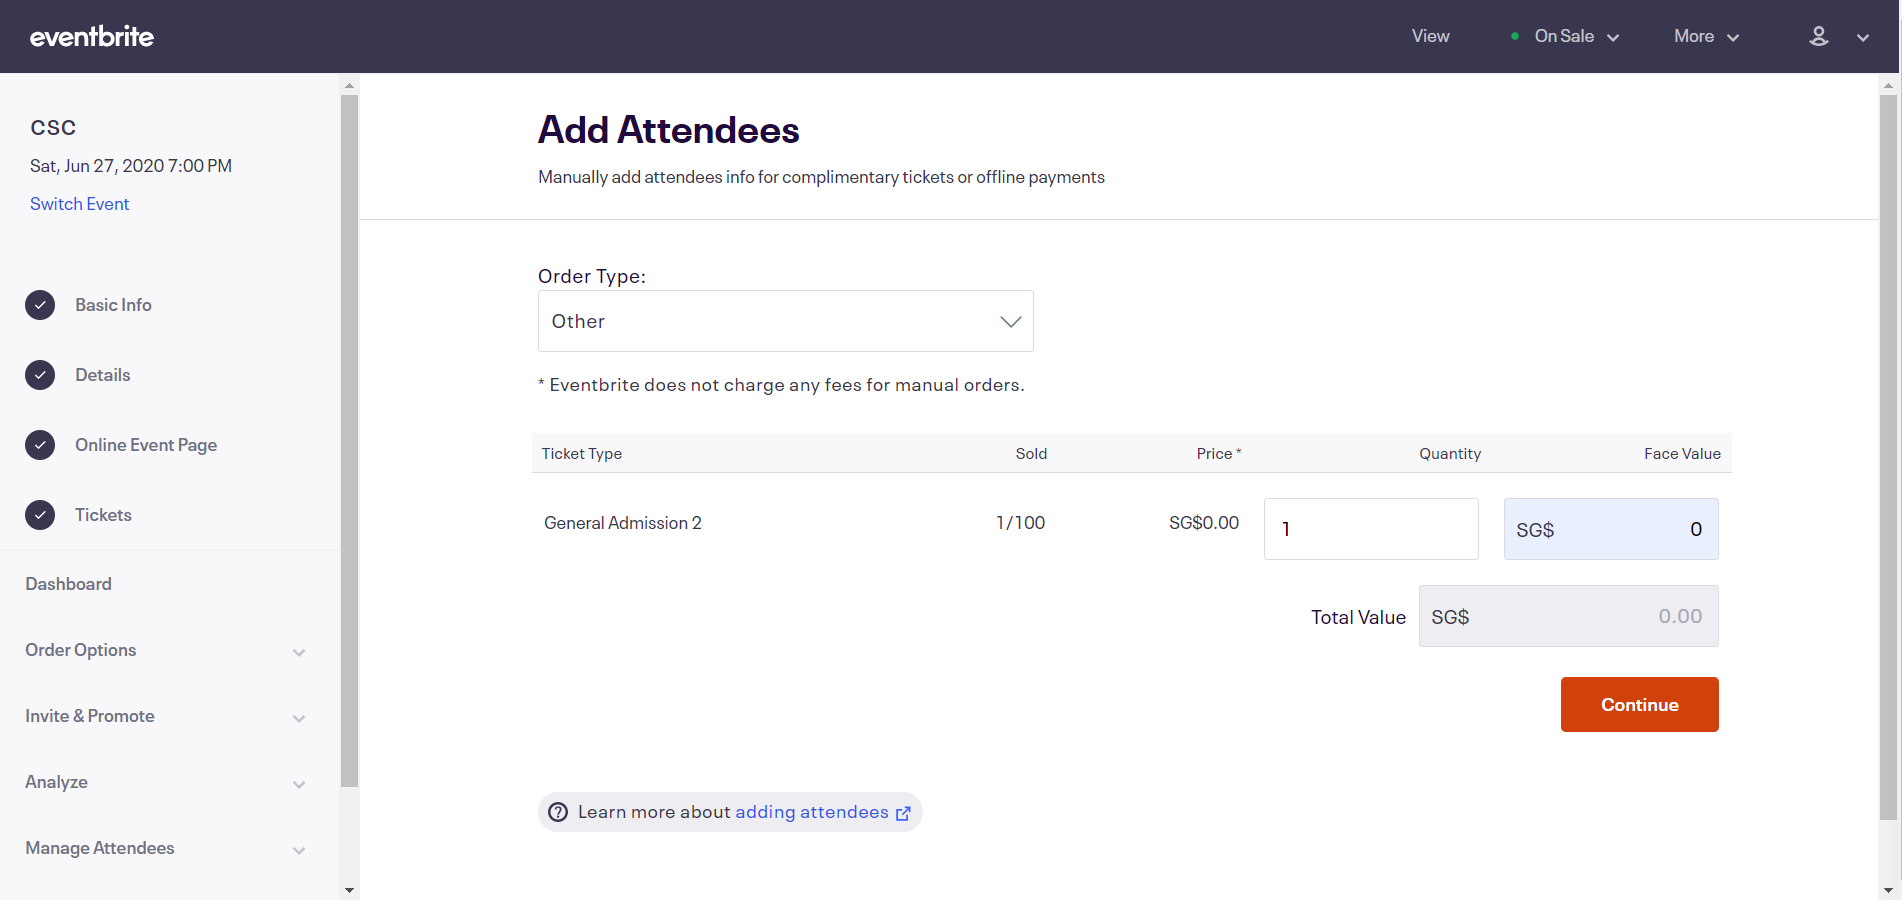 eventbrite
View
On Sale
More
CSC
Sat, Jun 27, 2020 7:00 PM
Switch Event
Basic Info
Details
Online Event Page
Tickets
Dashboard
Order Options
Invite & Promote
Analyze
Manage Attendees
Add Attendees
Manually add attendees info for complimentary tickets or offline payments
Order Type:
Other
* Eventbrite does not charge any fees for manual orders.
Ticket Type Sold Price * Quantity Face Value
General Admission 2 1/100 SG$0.00 1 SG$ 0
Total Value SG$ 0.00
Continue
Learn more about adding attendees